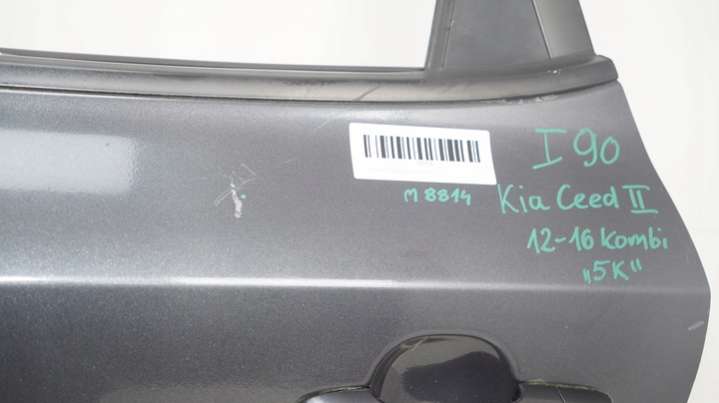 I 90
M 8814
Kia Ceed II
12-16 Kombi
„5K"